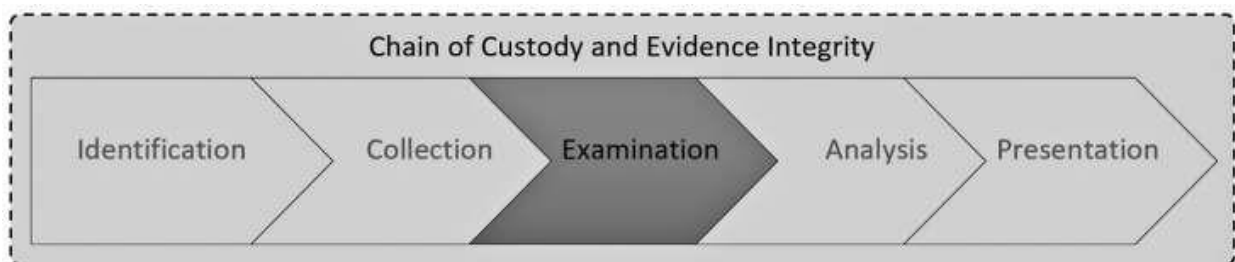 Chain of Custody and Evidence Integrity
Identification Collection Examination Analysis Presentation